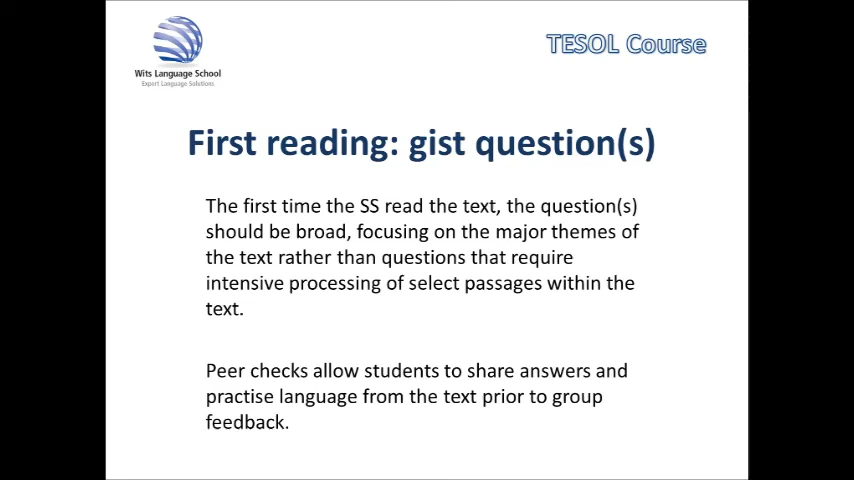 Wits Language School
Expert Language Solutions
TESOL Course
First reading: gist question(s)
The first time the SS read the text, the question(s)
should be broad, focusing on the major themes of
the text rather than questions that require
intensive processing of select passages within the
text.
Peer checks allow students to share answers and
practise language from the text prior to group
feedback.